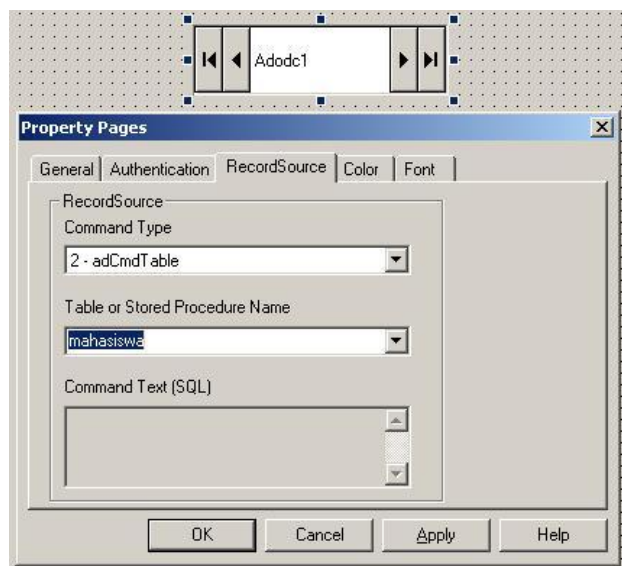 Adodc1
Property Pages
General Authentication RecordSource Color Font
RecordSource
Command Type
2 - adCmdTable
Table or Stored Procedure Name
mahasiswa
Command Text (SQL)
OK Cancel Apply Help